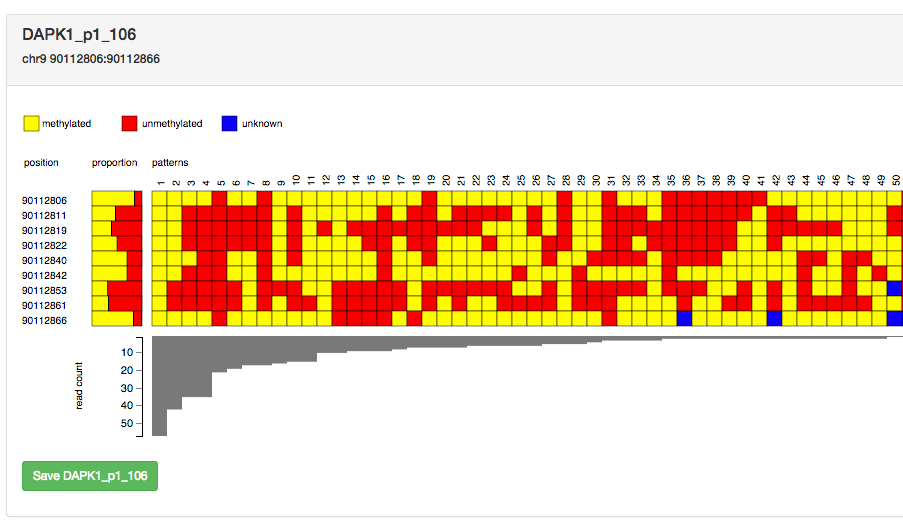 DAPK1_p1_106
chr9 90112806:90112866
methylated unmethylated unknown
position proportion patterns
1 2 3 4 5 6 7 8 9 10 11 12 13 14 15 16 17 18 19 20 21 22 23 24 25 26 27 28 29 30 31 32 33 34 35 36 37 38 39 40 41 42 43 44 45 46 47 48 49 50
90112806
90112811
90112819
90112822
90112840
90112842
90112853
90112861
90112866
read count
10
20
30
40
50
Save DAPK1_p1_106